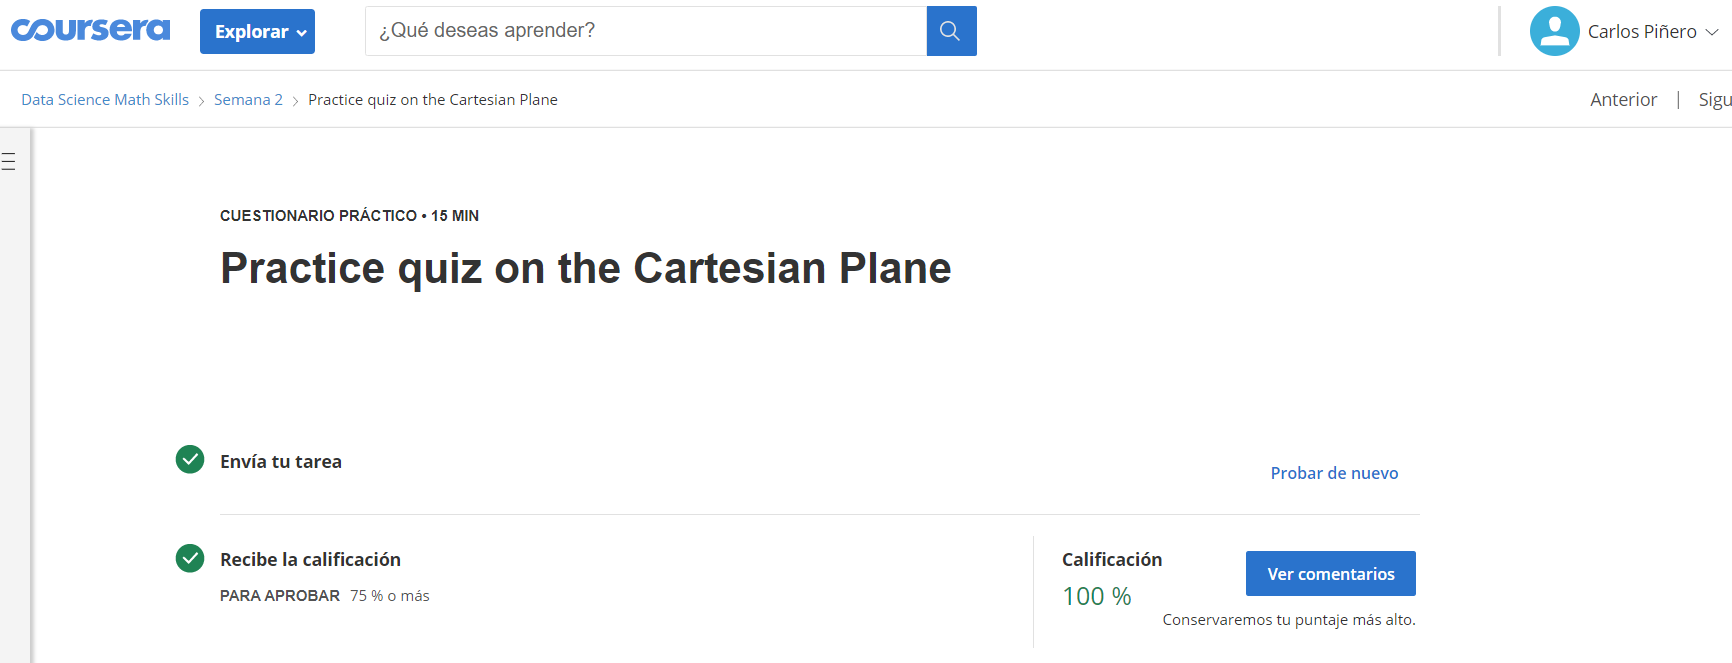 coursera Explorar ¿Qué deseas aprender? Carlos Piñero
Data Science Math Skills > Semana 2 > Practice quiz on the Cartesian Plane Anterior | Sigu
CUESTIONARIO PRÁCTICO • 15 MIN
Practice quiz on the Cartesian Plane
Envía tu tarea
Probar de nuevo
Recibe la calificación
PARA APROBAR 75 % o más
Calificación
100 %
Ver comentarios
Conservaremos tu puntaje más alto.